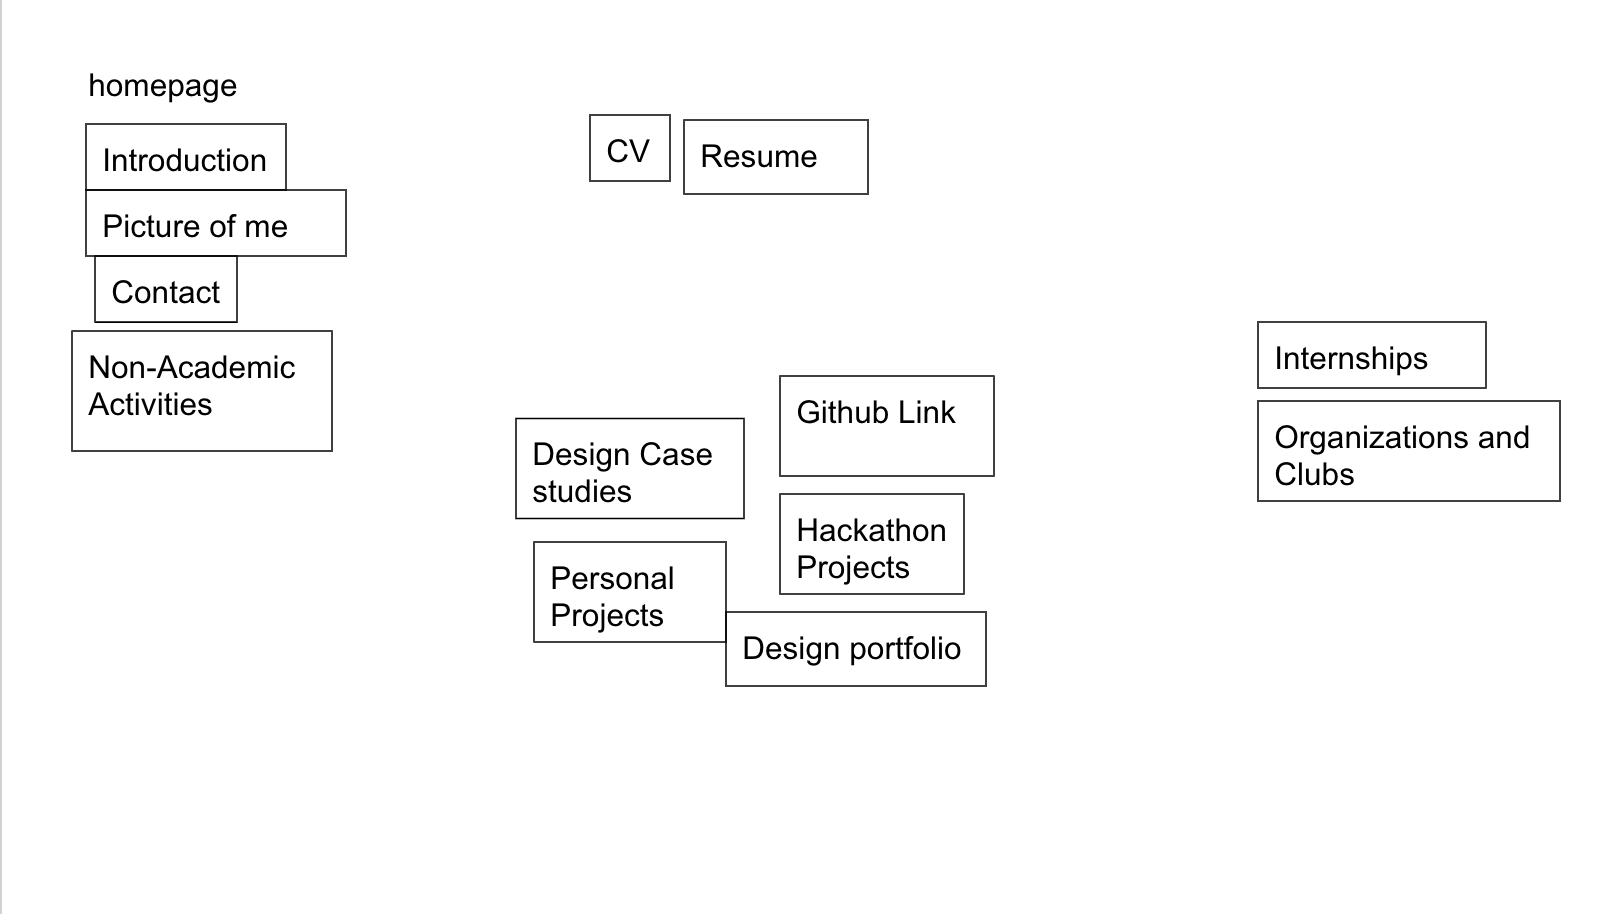 homepage
Introduction
Picture of me
Contact
Non-Academic
Activities
CV
Resume
Design Case
studies
Personal
Projects
Github Link
Hackathon
Projects
Design portfolio
Internships
Organizations and
Clubs